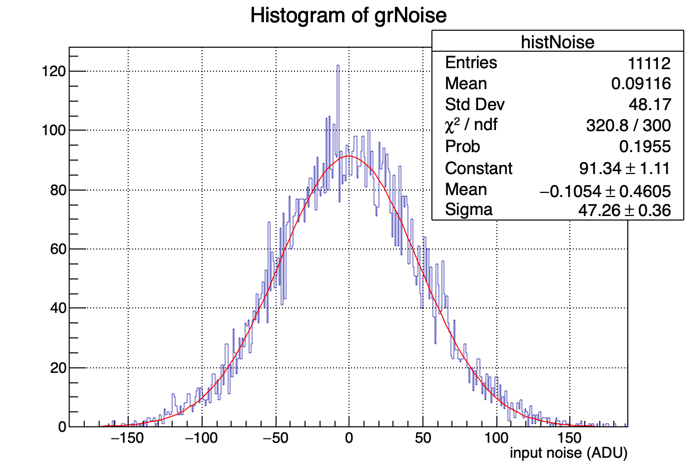 Histogram of grNoise
histNoise
Entries 11112
Mean 0.09116
Std Dev 48.17
χ² / ndf 320.8 / 300
Prob 0.1955
Constant 91.34 ± 1.11
Mean −0.1054 ± 0.4605
Sigma 47.26 ± 0.36
120
100
80
60
40
20
0
−150 −100 −50 0 50 100 150
input noise (ADU)